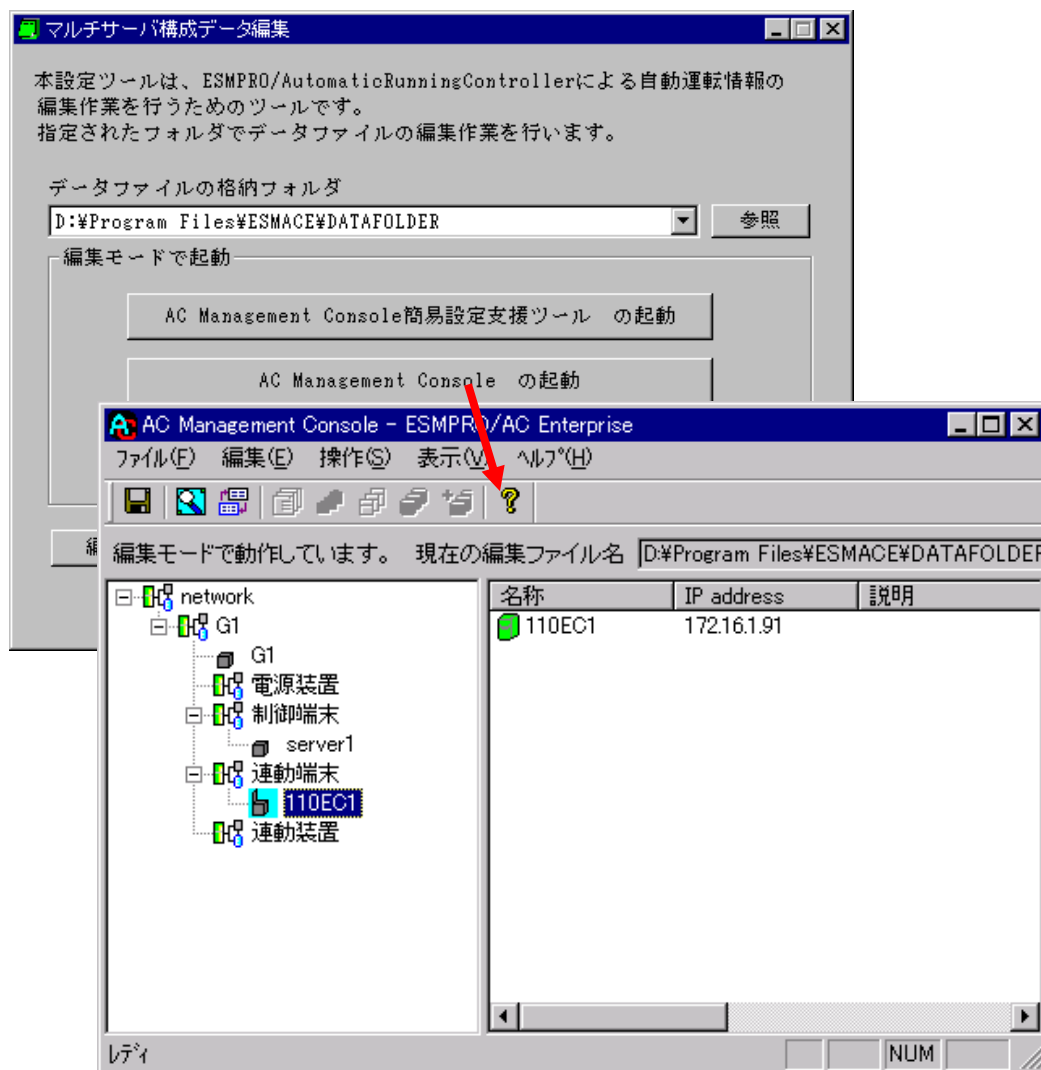 マルチサーバ構成データ編集
本設定ツールは、ESMPRO/AutomaticRunningControllerによる自動運転情報の
編集作業を行うためのツールです。
指定されたフォルダでデータファイルの編集作業を行います。
データファイルの格納フォルダ
D:¥Program Files¥ESMACE¥DATAFOLDER
参照
編集モードで起動
AC Management Console簡易設定支援ツール の起動
AC Management Console の起動
AC Management Console - ESMPRO/AC Enterprise
ファイル(F) 編集(E) 操作(S) 表示(V) ヘルプ(H)
編集モードで動作しています。 現在の編集ファイル名 D:¥Program Files¥ESMACE¥DATAFOLDER
network
G1
G1
電源装置
制御端末
server1
連動端末
110EC1
連動装置
名称 IP address 説明
110EC1 172.16.1.91
レディ NUM